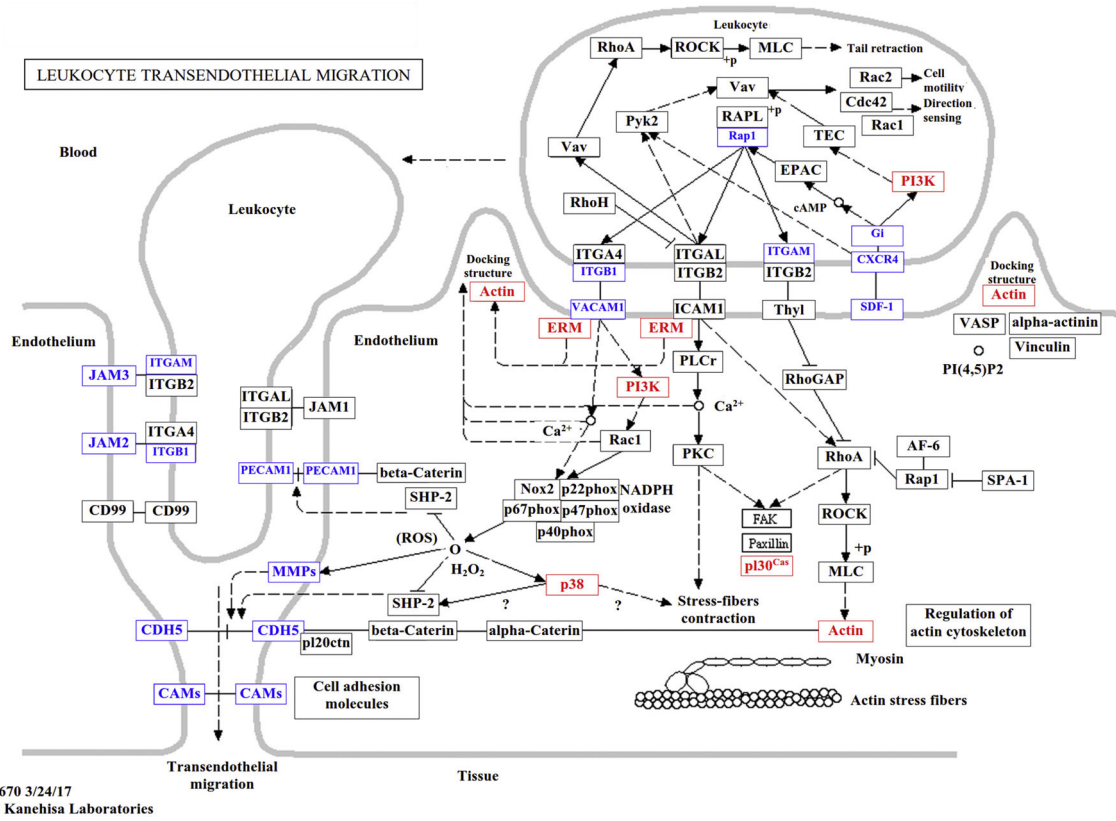 LEUKOCYTE TRANSENDOTHELIAL MIGRATION
Blood
Leukocyte
Leukocyte
RhoA
ROCK
+p
MLC
Tail retraction
Vav
Rac2
Cell
motility
Cdc42
Direction
sensing
Rac1
Pyk2
RAPL
+p
Rap1
TEC
Vav
EPAC
PI3K
cAMP
RhoH
Gi
ITGA4
ITGB1
ITGAL
ITGB2
ITGAM
ITGB2
CXCR4
Docking
structure
Actin
VACAM1
ICAM1
Thyl
SDF-1
Docking
structure
Actin
VASP
alpha-actinin
Vinculin
PI(4,5)P2
Endothelium
Endothelium
ERM
ERM
PLCr
RhoGAP
JAM3
ITGAM
ITGB2
PI3K
ITGAL
ITGB2
JAM1
Ca2+
Ca2+
Rac1
JAM2
ITGA4
ITGB1
PKC
RhoA
AF-6
Rap1
SPA-1
PECAM1
PECAM1
beta-Caterin
SHP-2
Nox2
p22phox
NADPH
oxidase
p67phox
p47phox
p40phox
CD99
CD99
FAK
Paxillin
pl30Cas
ROCK
+p
MLC
(ROS)
O
H2O2
MMPs
p38
SHP-2
?
?
Stress-fibers
contraction
CDH5
CDH5
pl20ctn
beta-Caterin
alpha-Caterin
Actin
Regulation of
actin cytoskeleton
Myosin
CAMs
CAMs
Cell adhesion
molecules
Actin stress fibers
Transendothelial
migration
Tissue
670 3/24/17
Kanehisa Laboratories